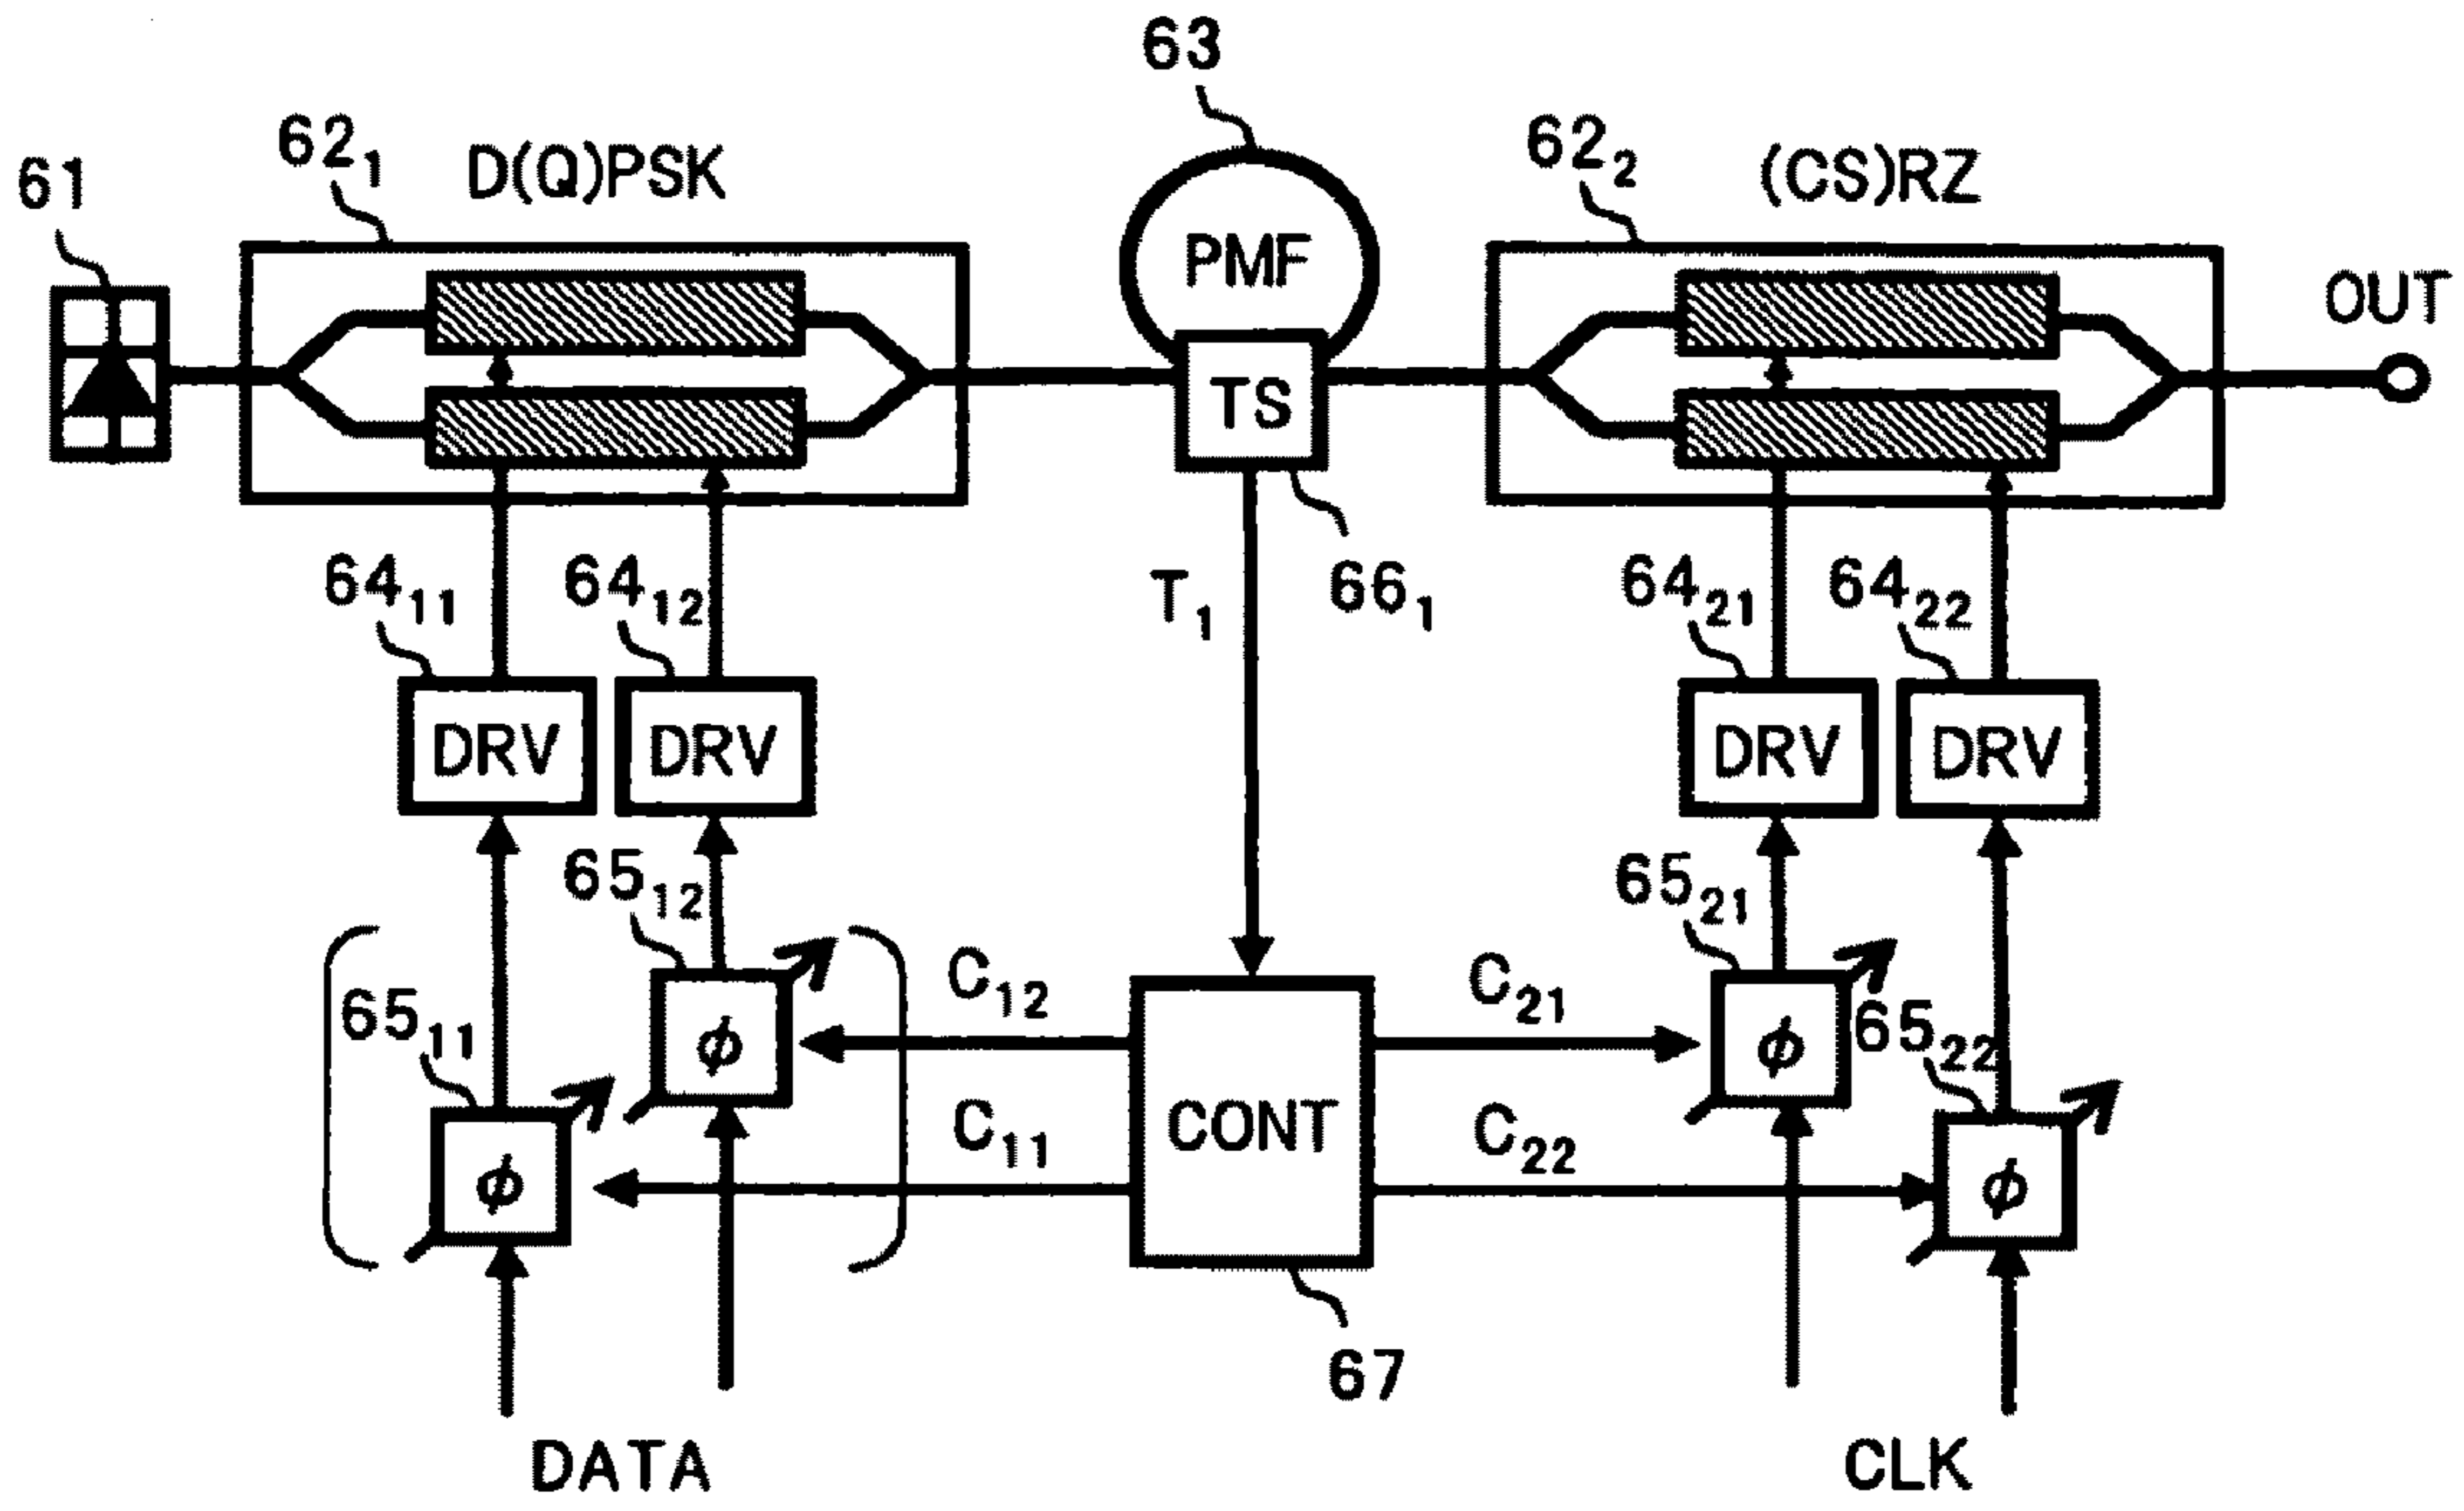 63
61
62₁
D(Q)PSK
62₂
(CS)RZ
PMF
OUT
TS
64₁₁
64₁₂
T₁
66₁
64₂₁
64₂₂
DRV
DRV
DRV
DRV
65₁₂
65₂₁
65₁₁
C₁₂
C₂₁
65₂₂
φ
φ
C₁₁
CONT
C₂₂
φ
φ
67
DATA
CLK